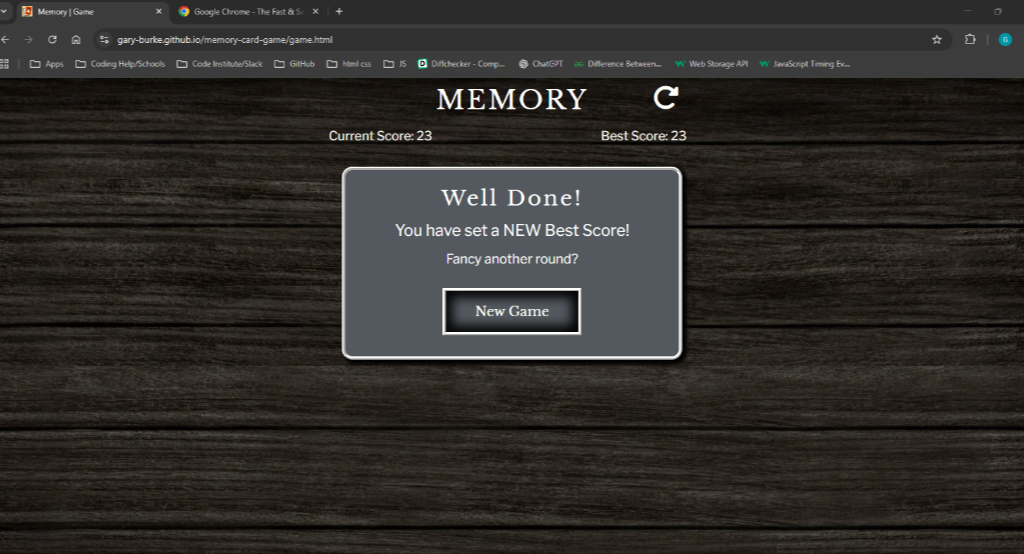 Memory | Game
Google Chrome - The Fast & Se
gary-burke.github.io/memory-card-game/game.html
G
Apps
Coding Help/Schools
Code Institute/Slack
GitHub
html css
JS
Diffchecker - Comp...
ChatGPT
Difference Between...
Web Storage API
JavaScript Timing Ev...
MEMORY
Current Score: 23
Best Score: 23
Well Done!
You have set a NEW Best Score!
Fancy another round?
New Game